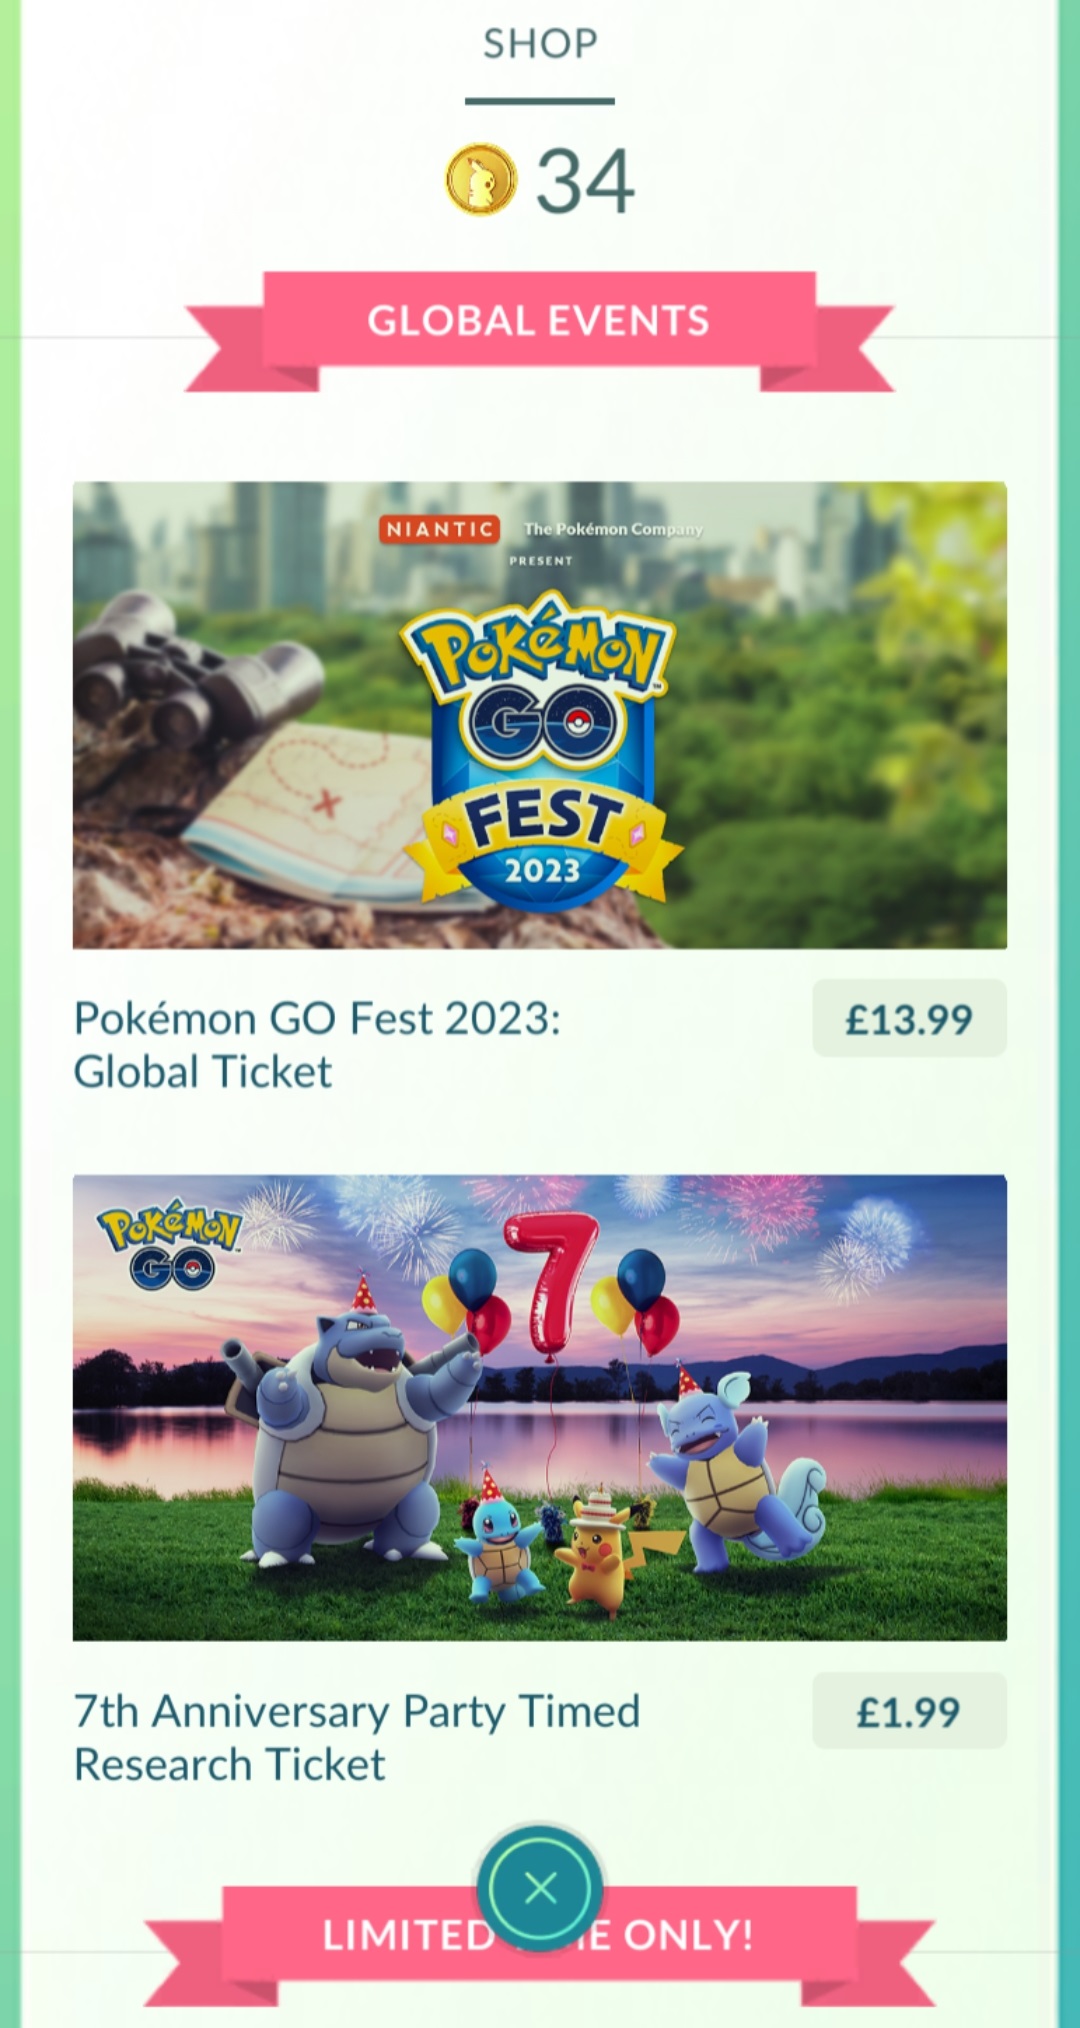 SHOP
34
GLOBAL EVENTS
NIANTIC The Pokémon Company
PRESENT
POKÉMON
GO
FEST
2023
Pokémon GO Fest 2023:
Global Ticket
£13.99
POKÉMON
GO
7
7th Anniversary Party Timed
Research Ticket
£1.99
LIMITED ONLY!